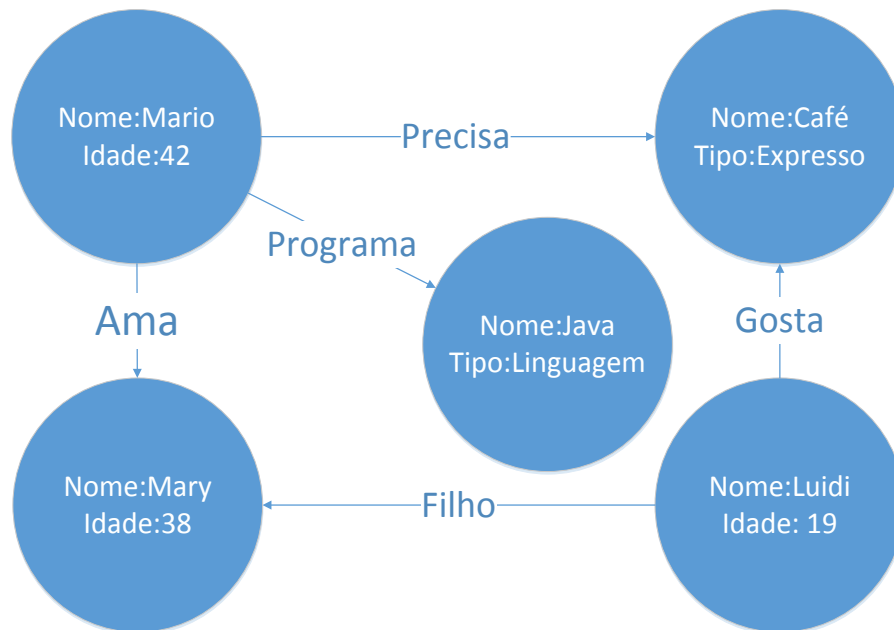 Nome:Mario
Idade:42
Precisa
Nome:Café
Tipo:Expresso
Programa
Ama
Nome:Java
Tipo:Linguagem
Gosta
Nome:Mary
Idade:38
Filho
Nome:Luidi
Idade: 19